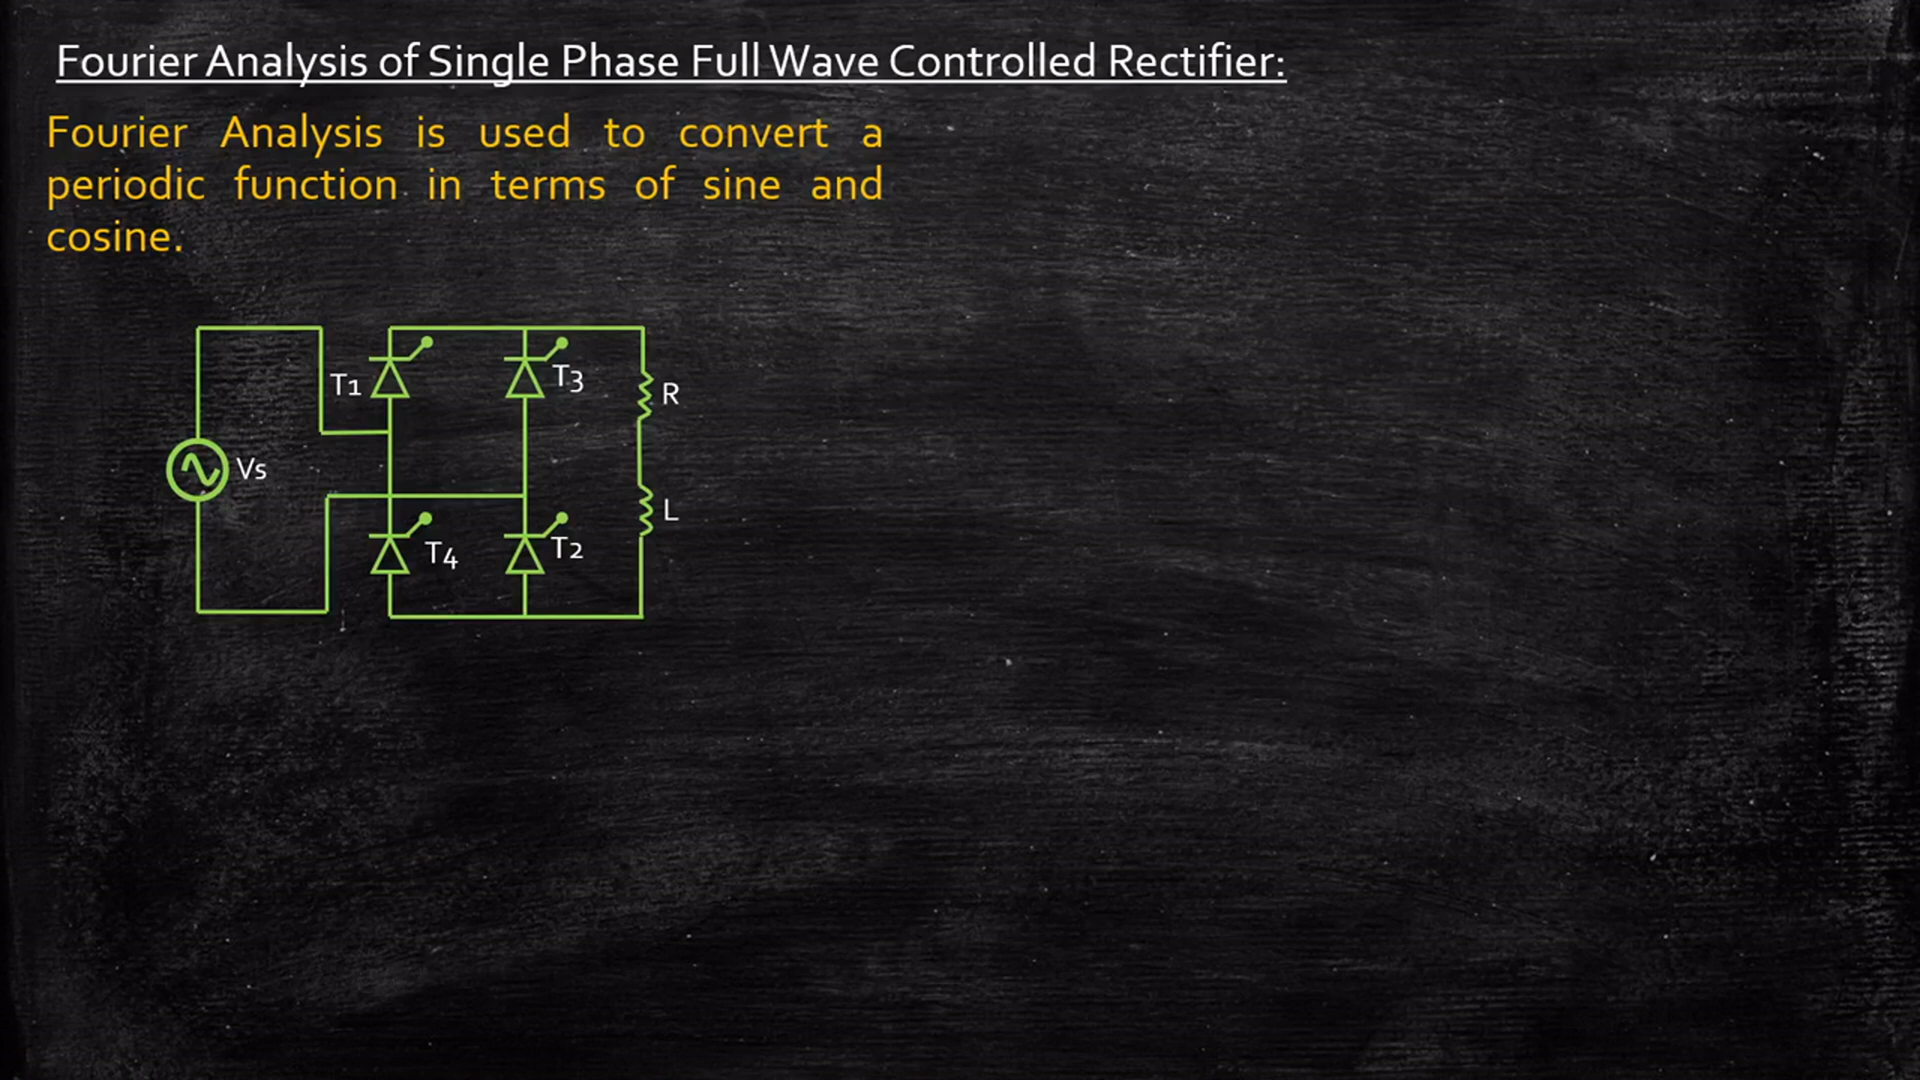 Fourier Analysis of Single Phase Full Wave Controlled Rectifier:
Fourier Analysis is used to convert a
periodic function in terms of sine and
cosine.
T1
T3
R
Vs
L
T4
T2